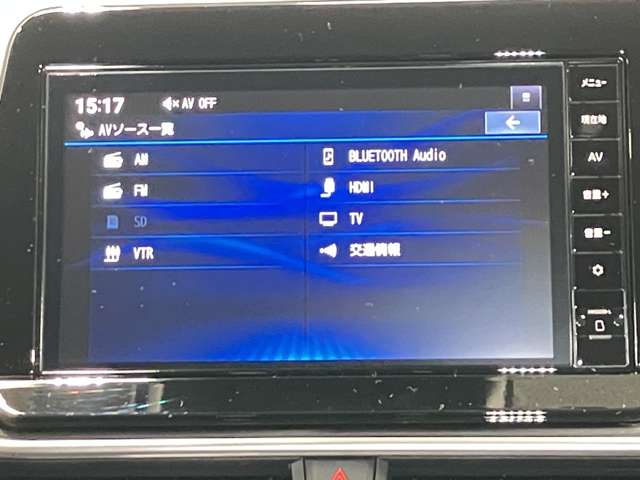 15:17 AV OFF
AVソース一覧
AM
FM
SD
VTR
BLUETOOTH Audio
HDMI
TV
交通情報
メニュー
現在地
AV
音量+
音量-